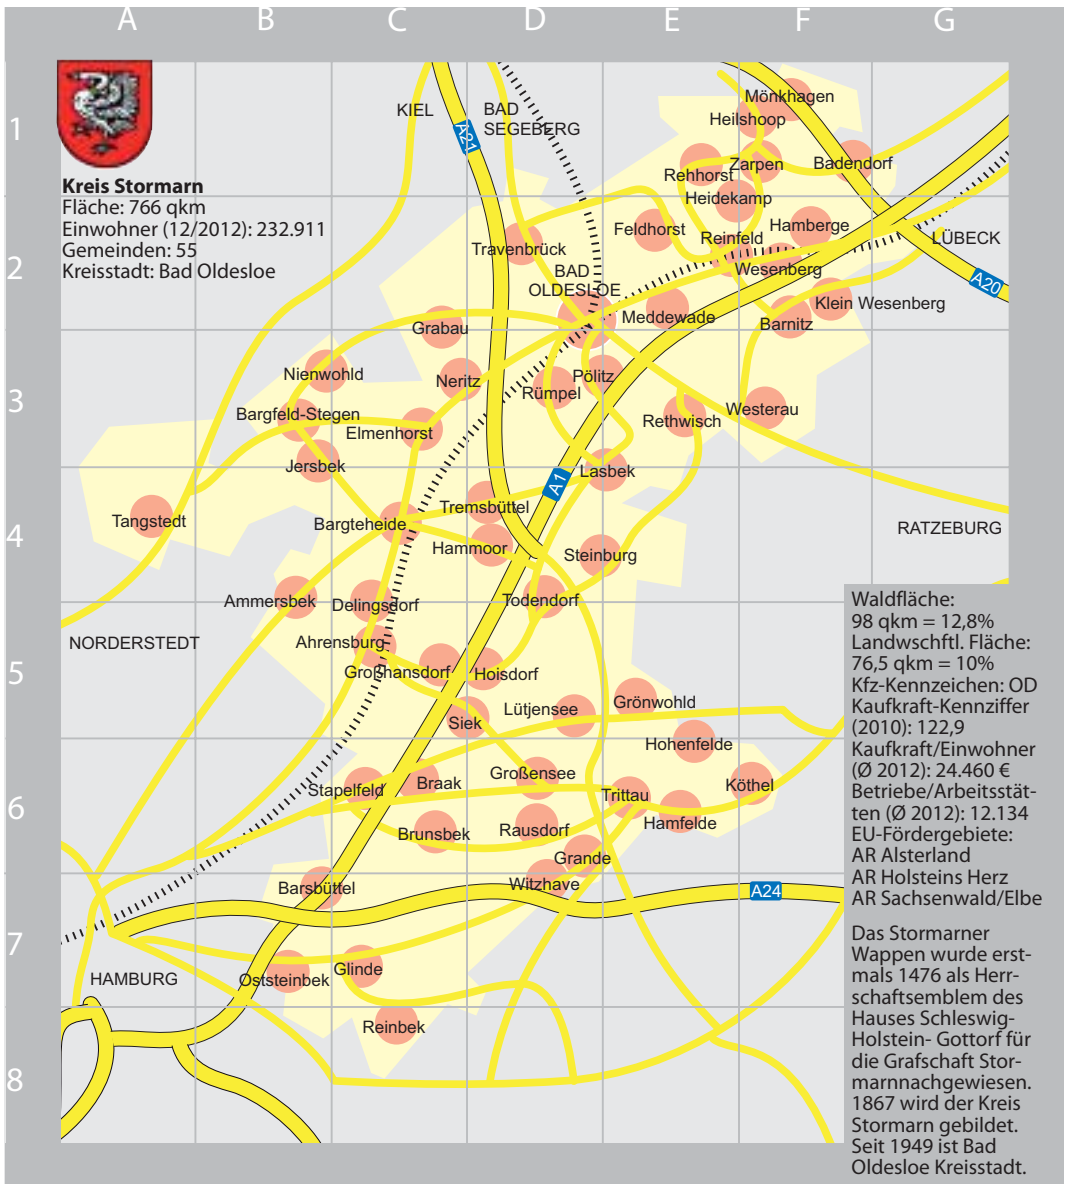 A B C D E F G
1
2
3
4
5
6
7
8
Kreis Stormarn
Fläche: 766 qkm
Einwohner (12/2012): 232.911
Gemeinden: 55
Kreisstadt: Bad Oldesloe
KIEL
BAD
SEGEBERG
A21
Mönkhagen
Heilshoop
Zarpen
Badendorf
Rehhorst
Heidekamp
Feldhorst
Hamberge
Reinfeld
LÜBECK
Travenbrück
Wesenberg
BAD
OLDESLOE
A20
Klein Wesenberg
Meddewade
Barnitz
Grabau
Nienwohld
Neritz
Pölitz
Rümpel
Bargfeld-Stegen
Westerau
Rethwisch
Elmenhorst
Jersbek
Lasbek
A1
Tremsbüttel
Tangstedt
Bargteheide
RATZEBURG
Hammoor
Steinburg
Ammersbek
Delingsdorf
Todendorf
NORDERSTEDT
Ahrensburg
Großhansdorf
Hoisdorf
Grönwohld
Lütjensee
Siek
Hohenfelde
Großensee
Braak
Köthel
Stapelfeld
Trittau
Hamfelde
Brunsbek
Rausdorf
Grande
Barsbüttel
Witzhave
A24
Glinde
HAMBURG
Oststeinbek
Reinbek
Waldfläche:
98 qkm = 12,8%
Landwschftl. Fläche:
76,5 qkm = 10%
Kfz-Kennzeichen: OD
Kaufkraft-Kennziffer
(2010): 122,9
Kaufkraft/Einwohner
(Ø 2012): 24.460 €
Betriebe/Arbeitsstät-
ten (Ø 2012): 12.134
EU-Fördergebiete:
AR Alsterland
AR Holsteins Herz
AR Sachsenwald/Elbe
Das Stormarner
Wappen wurde erst-
mals 1476 als Herr-
schaftsemblem des
Hauses Schleswig-
Holstein- Gottorf für
die Grafschaft Stor-
marnnachgewiesen.
1867 wird der Kreis
Stormarn gebildet.
Seit 1949 ist Bad
Oldesloe Kreisstadt.